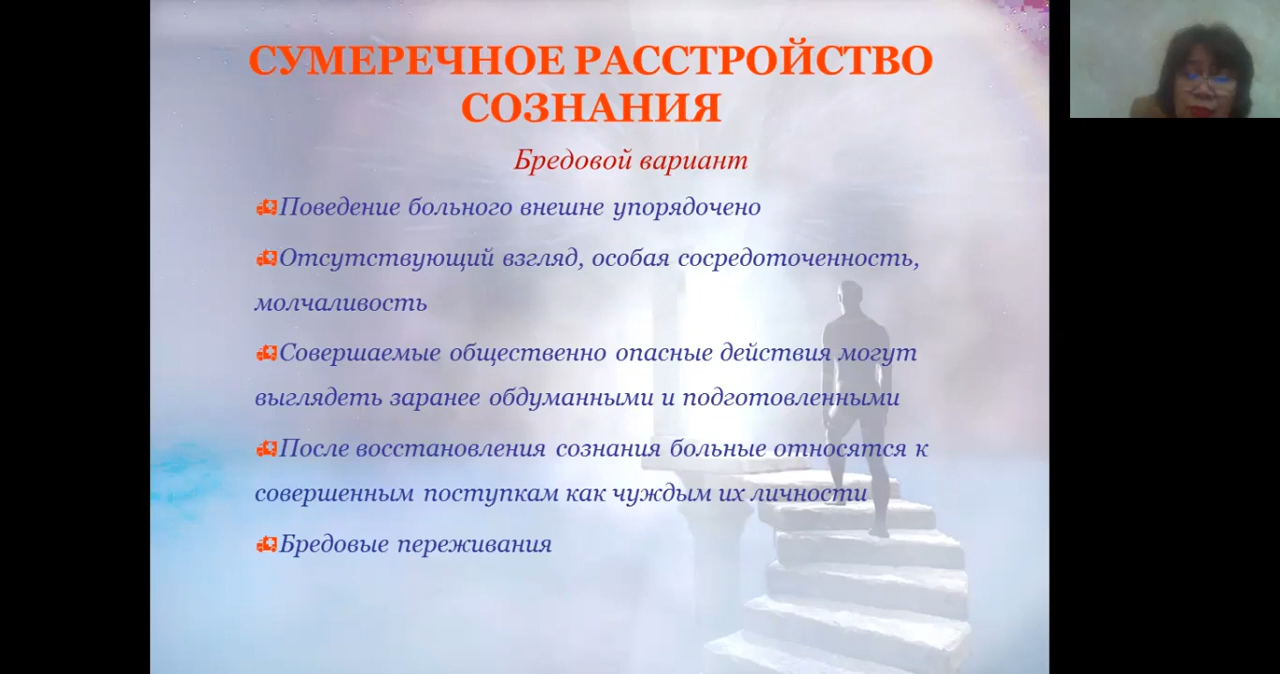 СУМЕРЕЧНОЕ РАССТРОЙСТВО
СОЗНАНИЯ
Бредовой вариант
Поведение больного внешне упорядочено
Отсутствующий взгляд, особая сосредоточенность,
молчаливость
Совершаемые общественно опасные действия могут
выглядеть заранее обдуманными и подготовленными
После восстановления сознания больные относятся к
совершенным поступкам как чуждым их личности
Бредовые переживания